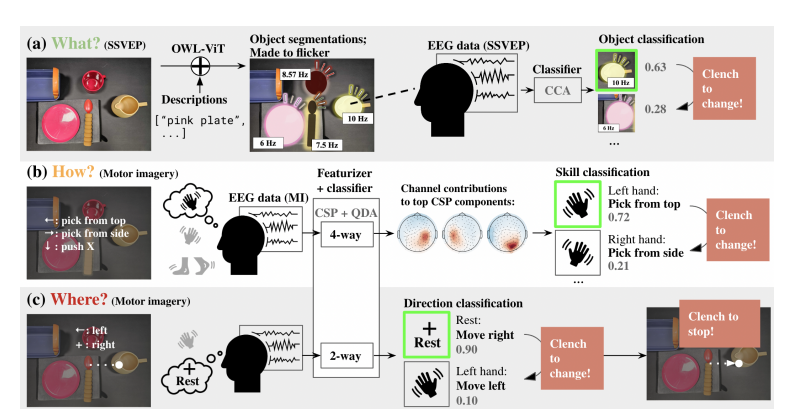 (a) What? (SSVEP)
OWL-ViT
Descriptions
["pink plate",
...]
Object segmentations;
Made to flicker
8.57 Hz
10 Hz
6 Hz
7.5 Hz
EEG data (SSVEP)
Classifier
CCA
Object classification
10 Hz
0.63
6 Hz
0.28
...
Clench
to
change!
(b) How? (Motor imagery)
←: pick from top
→: pick from side
↓: push X
EEG data (MI)
Featurizer
+ classifier
CSP + QDA
4-way
Channel contributions
to top CSP components:
Skill classification
Left hand:
Pick from top
0.72
Right hand:
Pick from side
0.21
...
Clench
to
change!
(c) Where? (Motor imagery)
←: left
+: right
+
Rest
2-way
Direction classification
+
Rest
Rest:
Move right
0.90
Left hand:
Move left
0.10
Clench
to
change!
Clench to
stop!